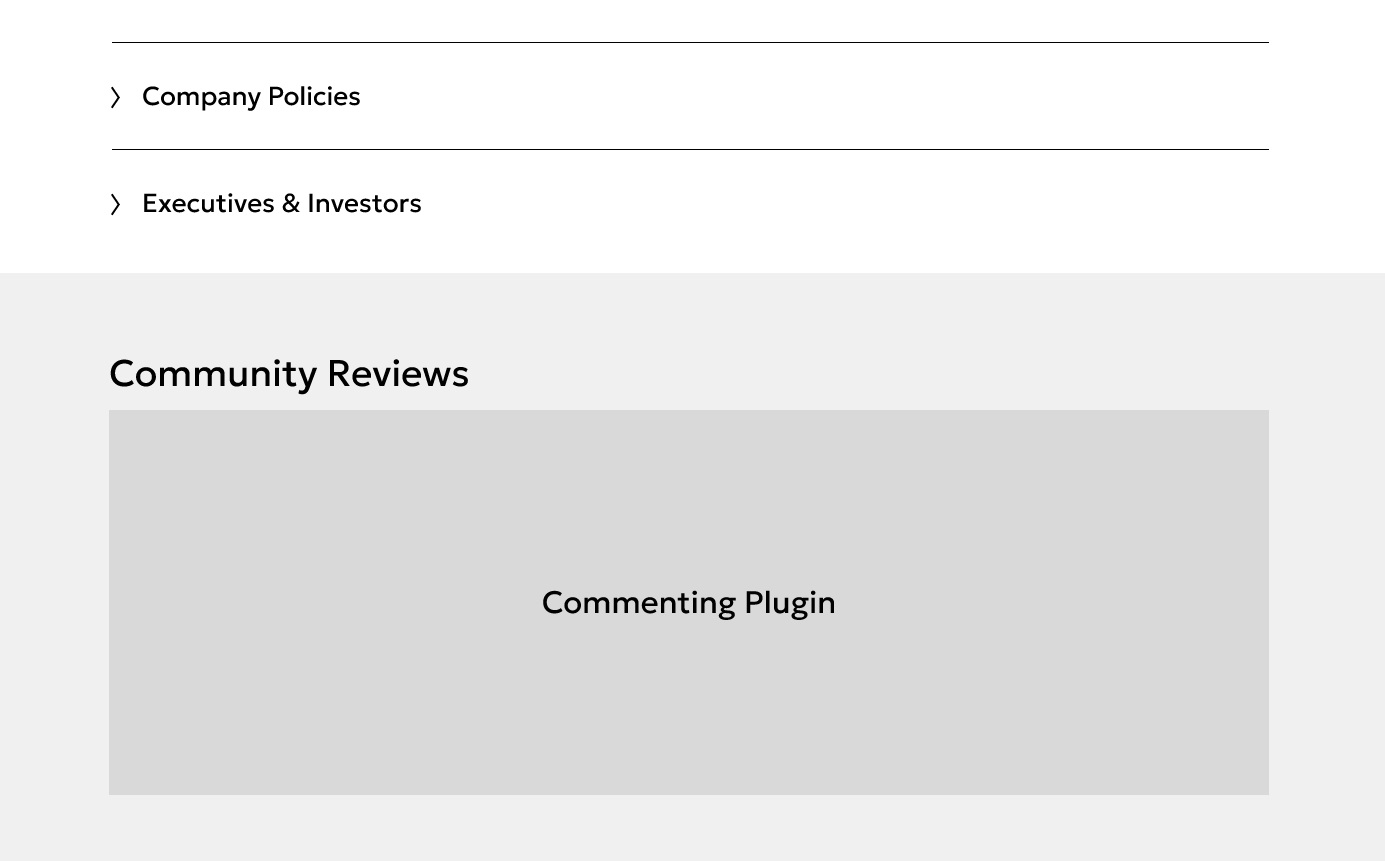 Company Policies
Executives & Investors
Community Reviews
Commenting Plugin